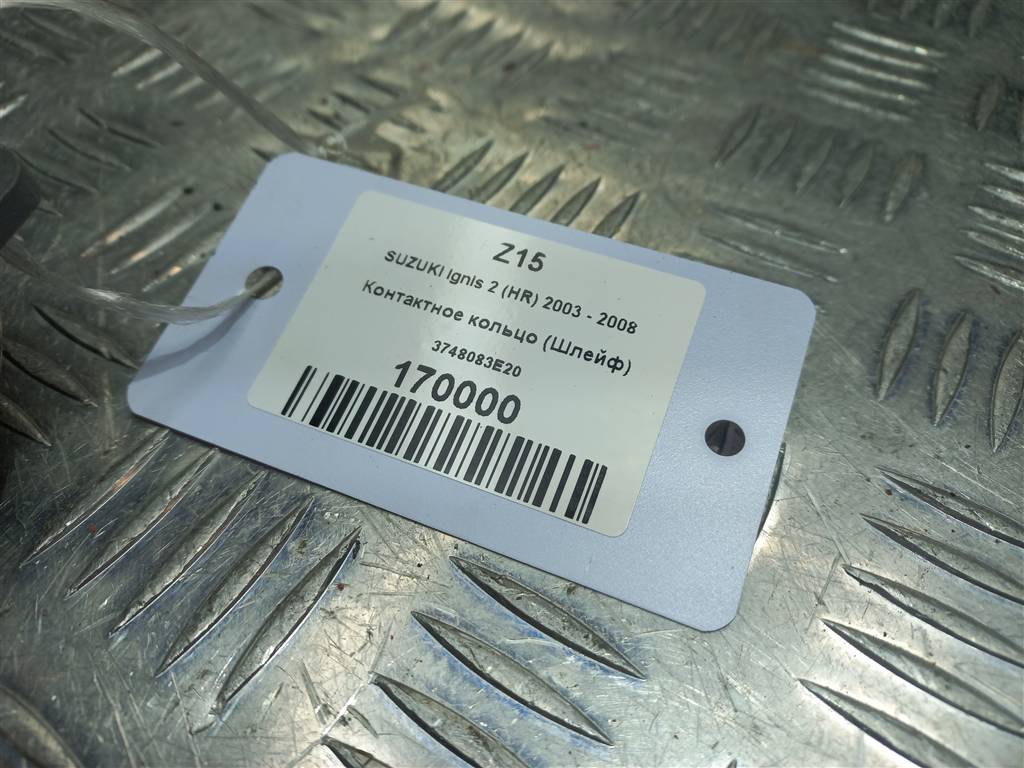 Z15
SUZUKI Ignis 2 (HR) 2003 - 2008
Контактное кольцо (Шлейф)
3748083E20
170000